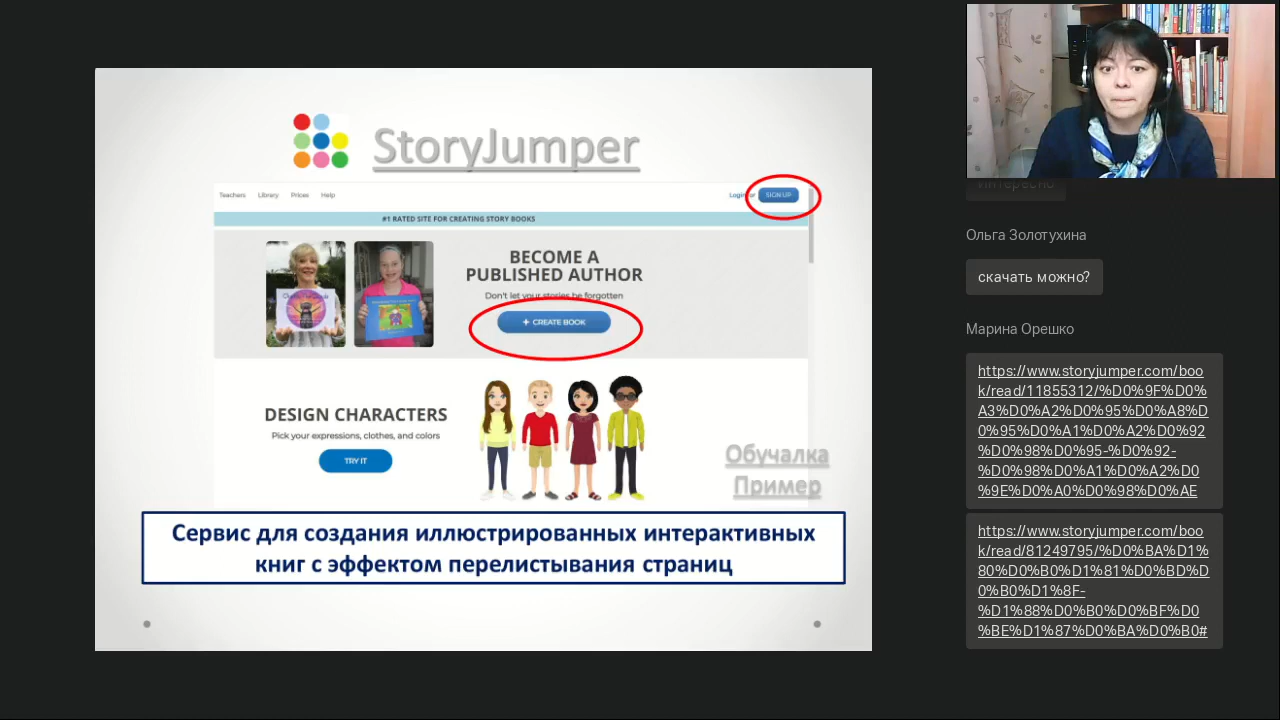 StoryJumper
Teachers Library Prices Help
Login or SIGN UP
#1 RATED SITE FOR CREATING STORY BOOKS
BECOME A
PUBLISHED AUTHOR
Don't let your stories be forgotten
+ CREATE BOOK
DESIGN CHARACTERS
Pick your expressions, clothes, and colors
TRY IT
Обучалка
Пример
Сервис для создания иллюстрированных интерактивных
книг с эффектом перелистывания страниц
Интересно
Ольга Золотухина
скачать можно?
Марина Орешко
https://www.storyjumper.com/boo
k/read/11855312/%D0%9F%D0%
A3%D0%A2%D0%95%D0%A8%D
0%95%D0%A1%D0%A2%D0%92
%D0%98%D0%95-%D0%92-
%D0%98%D0%A1%D0%A2%D0
%9E%D0%A0%D0%98%D0%AE
https://www.storyjumper.com/boo
k/read/81249795/%D0%BA%D1%
80%D0%B0%D1%81%D0%BD%D
0%B0%D1%8F-
%D1%88%D0%B0%D0%BF%D0
%BE%D1%87%D0%BA%D0%B0#